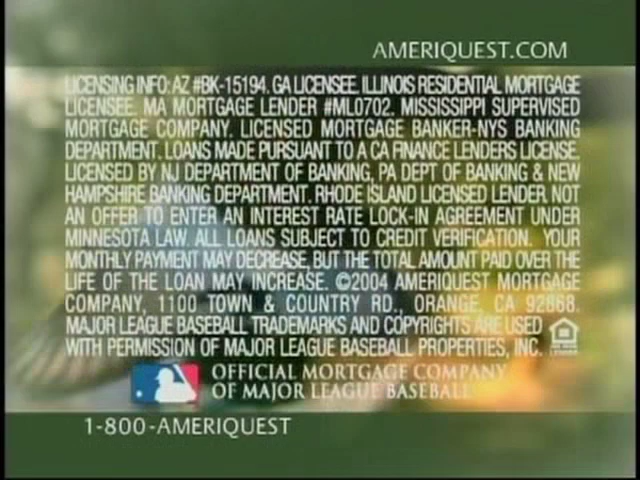 AMERIQUEST.COM
LICENSING INFO: AZ #BK-15194. GA LICENSEE. ILLINOIS RESIDENTIAL MORTGAGE
LICENSEE. MA MORTGAGE LENDER #ML0702. MISSISSIPPI SUPERVISED
MORTGAGE COMPANY. LICENSED MORTGAGE BANKER-NYS BANKING
DEPARTMENT. LOANS MADE PURSUANT TO A CA FINANCE LENDERS LICENSE.
LICENSED BY NJ DEPARTMENT OF BANKING, PA DEPT OF BANKING & NEW
HAMPSHIRE BANKING DEPARTMENT. RHODE ISLAND LICENSED LENDER. NOT
AN OFFER TO ENTER AN INTEREST RATE LOCK-IN AGREEMENT UNDER
MINNESOTA LAW. ALL LOANS SUBJECT TO CREDIT VERIFICATION. YOUR
MONTHLY PAYMENT MAY DECREASE, BUT THE TOTAL AMOUNT PAID OVER THE
LIFE OF THE LOAN MAY INCREASE. ©2004 AMERIQUEST MORTGAGE
COMPANY, 1100 TOWN & COUNTRY RD., ORANGE, CA 92868.
MAJOR LEAGUE BASEBALL TRADEMARKS AND COPYRIGHTS ARE USED
WITH PERMISSION OF MAJOR LEAGUE BASEBALL PROPERTIES, INC.
OFFICIAL MORTGAGE COMPANY
OF MAJOR LEAGUE BASEBALL
1-800-AMERIQUEST